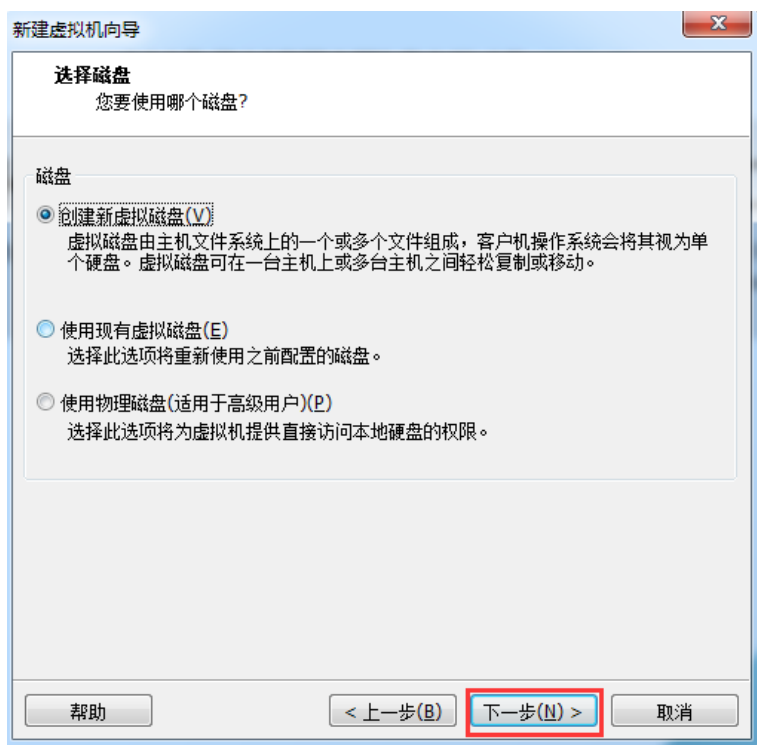 新建虚拟机向导
选择磁盘
您要使用哪个磁盘?
磁盘
创建新虚拟磁盘(V)
虚拟磁盘由主机文件系统上的一个或多个文件组成，客户机操作系统会将其视为单
个硬盘。虚拟磁盘可在一台主机上或多台主机之间轻松复制或移动。
使用现有虚拟磁盘(E)
选择此选项将重新使用之前配置的磁盘。
使用物理磁盘(适用于高级用户)(P)
选择此选项将为虚拟机提供直接访问本地硬盘的权限。
帮助 < 上一步(B) 下一步(N) > 取消